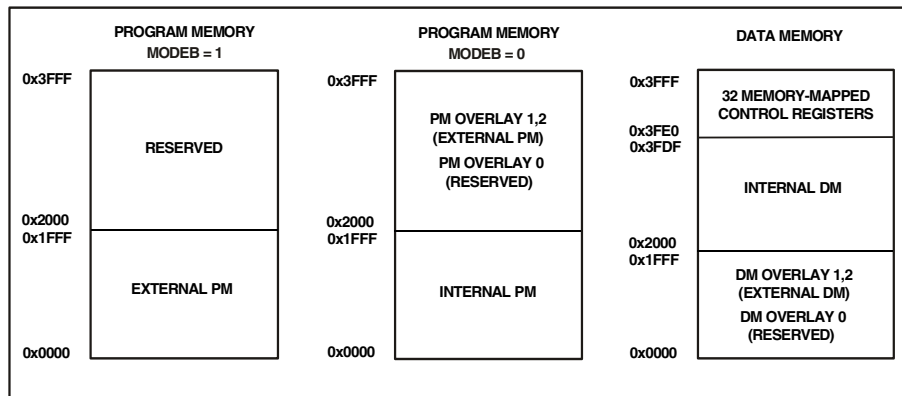 PROGRAM MEMORY
MODEB = 1
0x3FFF
RESERVED
0x2000
0x1FFF
EXTERNAL PM
0x0000
PROGRAM MEMORY
MODEB = 0
0x3FFF
PM OVERLAY 1,2
(EXTERNAL PM)
PM OVERLAY 0
(RESERVED)
0x2000
0x1FFF
INTERNAL PM
0x0000
DATA MEMORY
0x3FFF
32 MEMORY-MAPPED
CONTROL REGISTERS
0x3FE0
0x3FDF
INTERNAL DM
0x2000
0x1FFF
DM OVERLAY 1,2
(EXTERNAL DM)
DM OVERLAY 0
(RESERVED)
0x0000